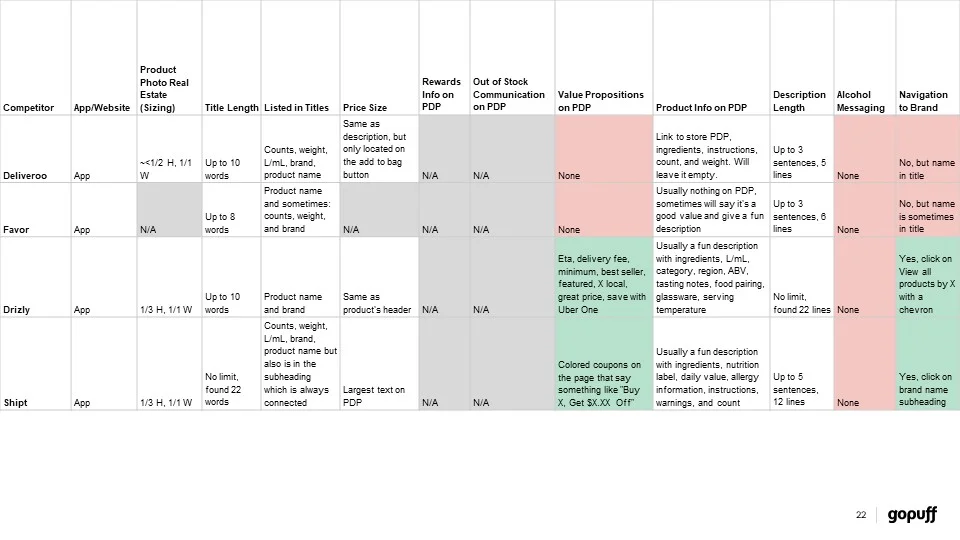 Competitor
App/Website
Product
Photo Real
Estate
(Sizing)
Title Length
Listed in Titles
Price Size
Rewards
Info on
PDP
Out of Stock
Communication
on PDP
Value Propositions
on PDP
Product Info on PDP
Description
Length
Alcohol
Messaging
Navigation
to Brand
Deliveroo
App
~<1/2 H, 1/1
W
Up to 10
words
Counts, weight,
L/mL, brand,
product name
Same as
description, but
only located on
the add to bag
button
N/A
N/A
None
Link to store PDP,
ingredients, instructions,
count, and weight. Will
leave it empty.
Up to 3
sentences, 5
lines
None
No, but name
in title
Favor
App
N/A
Up to 8
words
Product name
and sometimes:
counts, weight,
and brand
N/A
N/A
N/A
None
Usually nothing on PDP,
sometimes will say it's a
good value and give a fun
description
Up to 3
sentences, 6
lines
None
No, but name
is sometimes
in title
Drizly
App
1/3 H, 1/1 W
Up to 10
words
Product name
and brand
Same as
product's header
N/A
N/A
Eta, delivery fee,
minimum, best seller,
featured, X local,
great price, save with
Uber One
Usually a fun description
with ingredients, L/mL,
category, region, ABV,
tasting notes, food pairing,
glassware, serving
temperature
No limit,
found 22 lines
None
Yes, click on
View all
products by X
with a
chevron
Shipt
App
1/3 H, 1/1 W
No limit,
found 22
words
Counts, weight,
L/mL, brand,
product name but
also is in the
subheading
which is always
connected
Largest text on
PDP
N/A
N/A
Colored coupons on
the page that say
something like "Buy
X, Get $X.XX Off"
Usually a fun description
with ingredients, nutrition
label, daily value, allergy
information, instructions,
warnings, and count
Up to 5
sentences,
12 lines
None
Yes, click on
brand name
subheading
22
gopuff